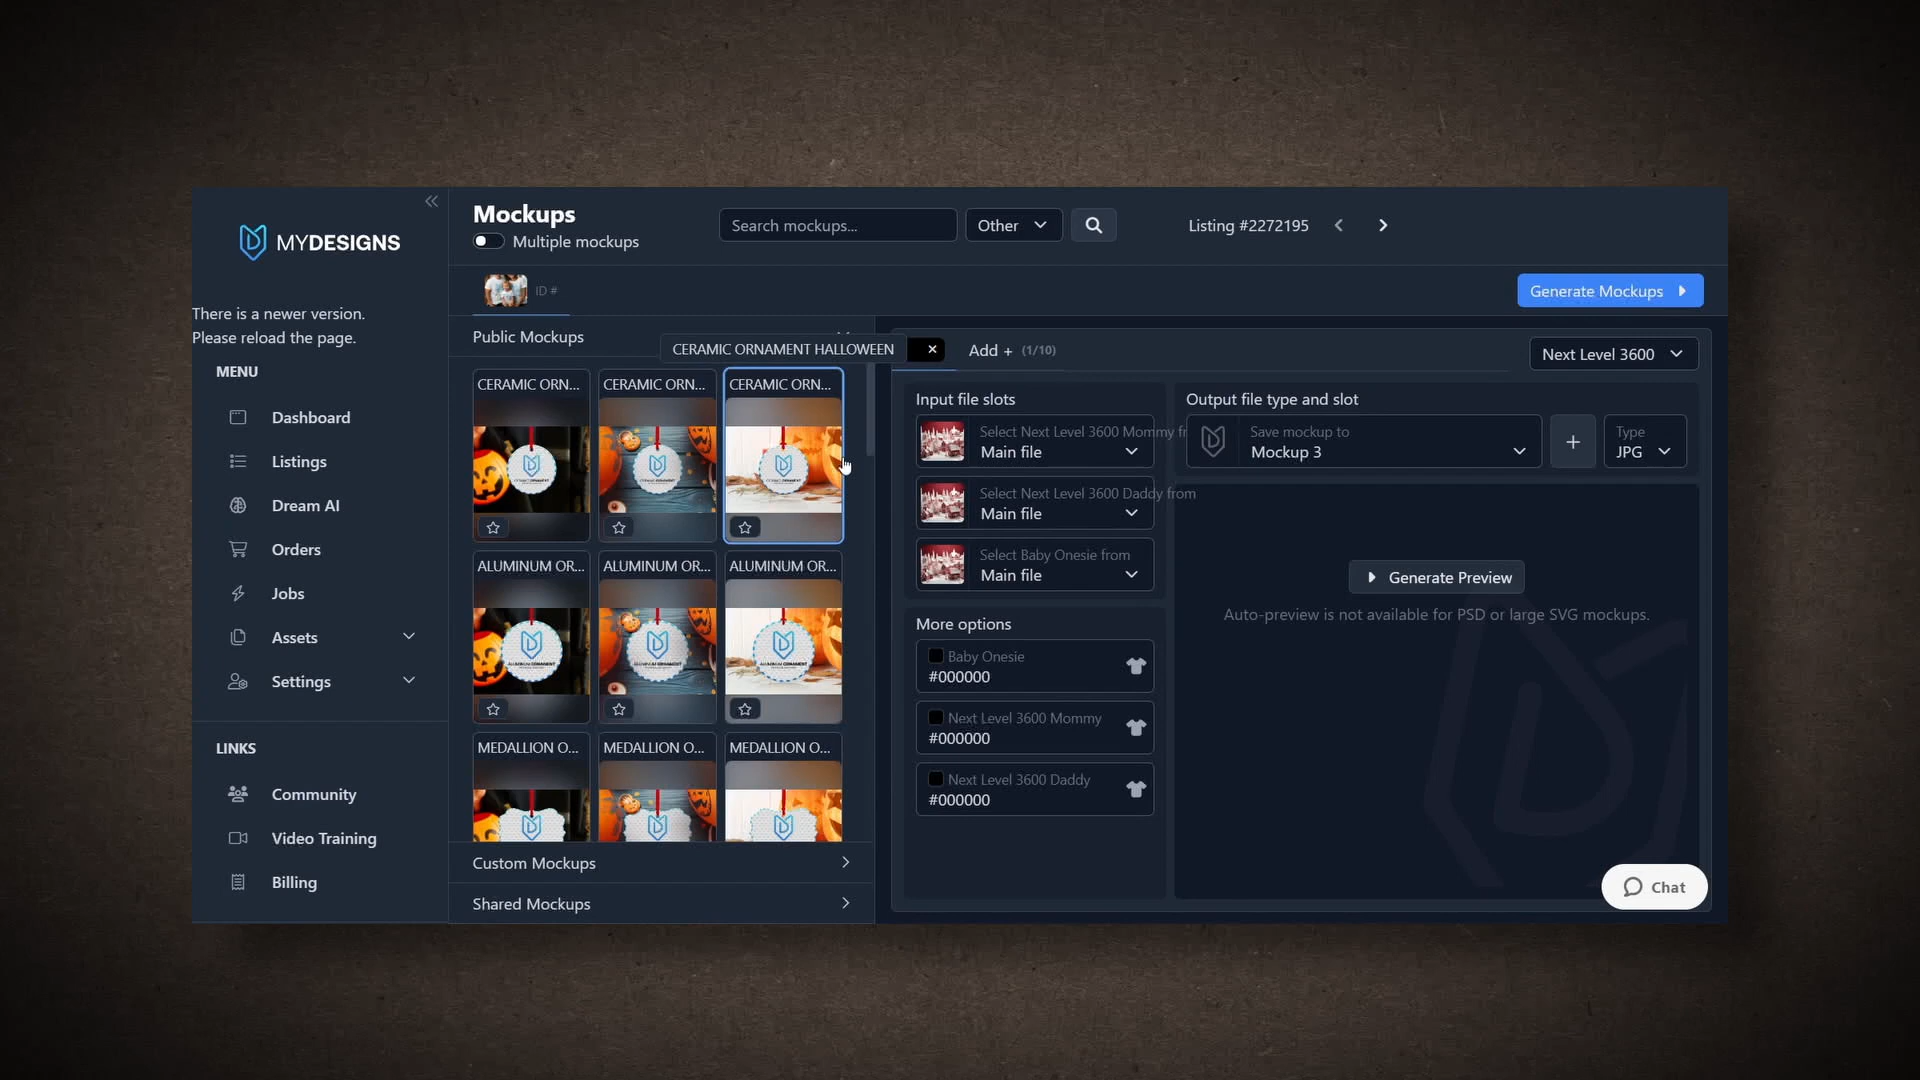 MYDESIGNS
There is a newer version.
Please reload the page.
MENU
Dashboard
Listings
Dream AI
Orders
Jobs
Assets
Settings
LINKS
Community
Video Training
Billing
Mockups
Multiple mockups
Search mockups...
Other
Listing #2272195
ID #
Generate Mockups
Public Mockups
CERAMIC ORNAMENT HALLOWEEN
Add + (1/10)
Next Level 3600
CERAMIC ORN...
CERAMIC ORN...
CERAMIC ORN...
ALUMINUM OR...
ALUMINUM OR...
ALUMINUM OR...
MEDALLION O...
MEDALLION O...
MEDALLION O...
Custom Mockups
Shared Mockups
Input file slots
Select Next Level 3600 Mommy fr
Main file
Select Next Level 3600 Daddy from
Main file
Select Baby Onesie from
Main file
More options
Baby Onesie
#000000
Next Level 3600 Mommy
#000000
Next Level 3600 Daddy
#000000
Output file type and slot
Save mockup to
Mockup 3
Type
JPG
Generate Preview
Auto-preview is not available for PSD or large SVG mockups.
Chat